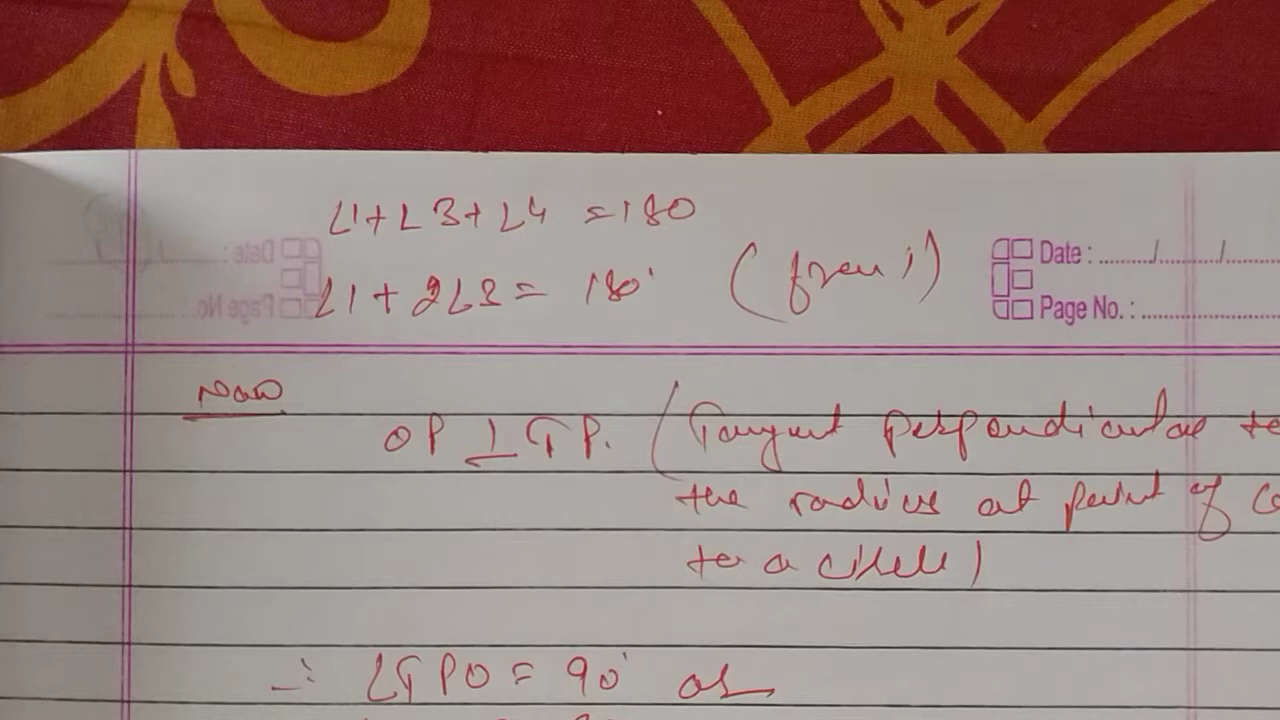 ∠1+∠3+∠4 = 180
∠1 + 2∠3 = 180° (from i)
Date : ....../....../......
Page No. : ......................
Now
OP ⊥ TP. (Tangent perpendicular to
the radius at point of
to a circle)
∴ ∠TPO = 90° or